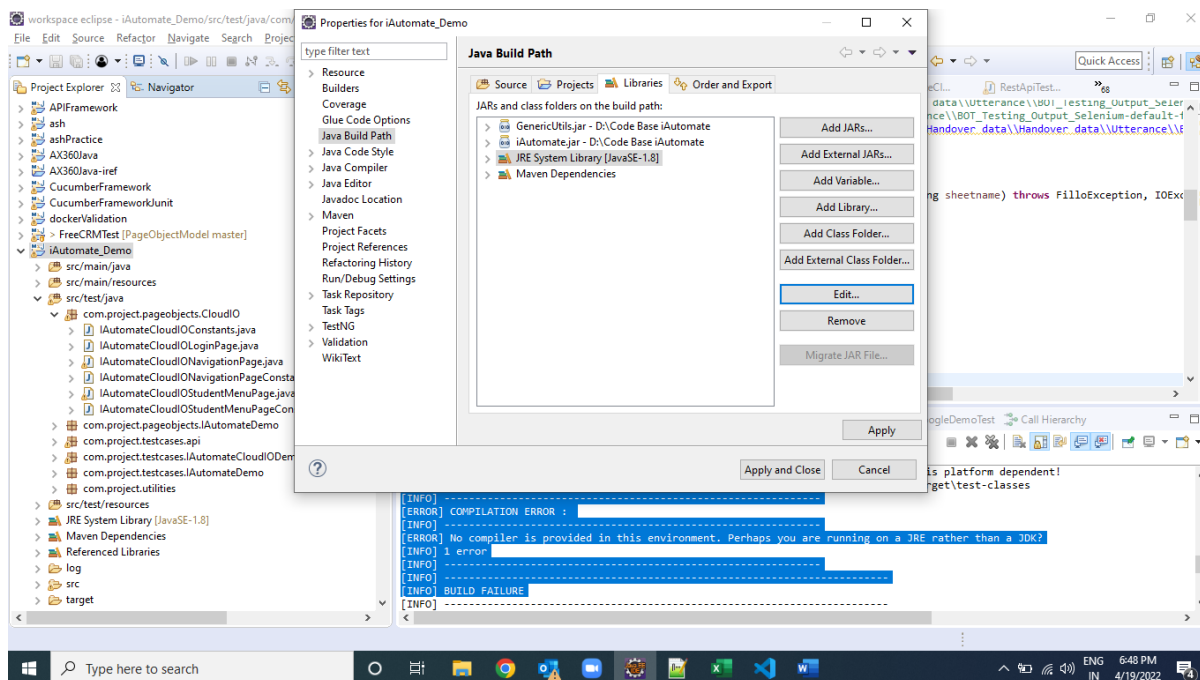 workspace eclipse - iAutomate_Demo/src/test/java/com/
File Edit Source Refactor Navigate Search Projec
Quick Access
Project Explorer
Navigator
APIFramework
ash
ashPractice
AX360Java
AX360Java-iref
CucumberFramework
CucumberFrameworkJunit
dockerValidation
> FreeCRMTest [PageObjectModel master]
iAutomate_Demo
src/main/java
src/main/resources
src/test/java
com.project.pageobjects.CloudIO
IAutomateCloudIOConstants.java
IAutomateCloudIOLoginPage.java
IAutomateCloudIONavigationPage.java
IAutomateCloudIONavigationPageConsta
IAutomateCloudIOStudentMenuPage.java
IAutomateCloudIOStudentMenuPageCon
com.project.pageobjects.IAutomateDemo
com.project.testcases.api
com.project.testcases.IAutomateCloudIODem
com.project.testcases.IAutomateDemo
com.project.utilities
src/test/resources
JRE System Library [JavaSE-1.8]
Maven Dependencies
Referenced Libraries
log
src
target
Properties for iAutomate_Demo
type filter text
Resource
Builders
Coverage
Glue Code Options
Java Build Path
Java Code Style
Java Compiler
Java Editor
Javadoc Location
Maven
Project Facets
Project References
Refactoring History
Run/Debug Settings
Task Repository
Task Tags
TestNG
Validation
WikiText
Java Build Path
Source Projects Libraries Order and Export
JARs and class folders on the build path:
GenericUtils.jar - D:\Code Base iAutomate
iAutomate.jar - D:\Code Base iAutomate
JRE System Library [JavaSE-1.8]
Maven Dependencies
Add JARs...
Add External JARs...
Add Variable...
Add Library...
Add Class Folder...
Add External Class Folder...
Edit...
Remove
Migrate JAR File...
Apply
Apply and Close
Cancel
RestApiTest...
68
data\\Utterance\\BOT_Testing_Output_Seler
nce\\BOT_Testing_Output_Selenium-default-f
Handover data\\Handover data\\Utterance\\E
ng sheetname) throws FilloException, IOExc
ogleDemoTest
Call Hierarchy
is platform dependent!
rget\test-classes
[INFO] -------------------------------------------------------------
[ERROR] COMPILATION ERROR :
[INFO] -------------------------------------------------------------
[ERROR] No compiler is provided in this environment. Perhaps you are running on a JRE rather than a JDK?
[INFO] 1 error
[INFO] -------------------------------------------------------------
[INFO] ------------------------------------------------------------------------
[INFO] BUILD FAILURE
[INFO] ------------------------------------------------------------------------
Type here to search
ENG
IN
6:48 PM
4/19/2022
4